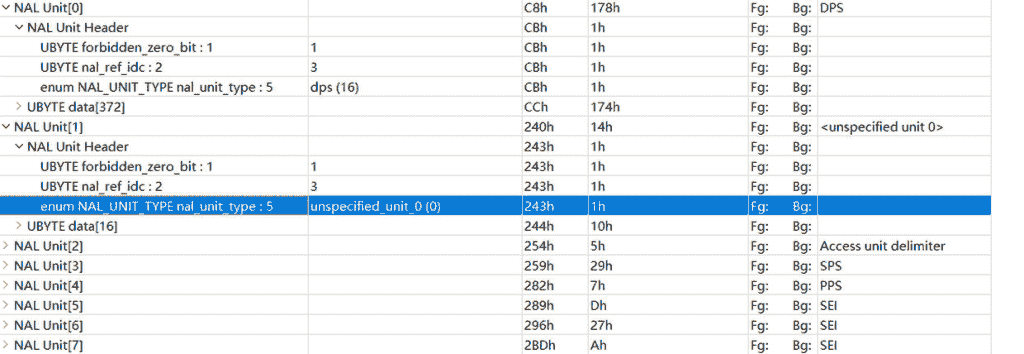 NAL Unit[0] C8h 178h Fg: Bg: DPS
NAL Unit Header CBh 1h Fg: Bg:
UBYTE forbidden_zero_bit : 1 1 CBh 1h Fg: Bg:
UBYTE nal_ref_idc : 2 3 CBh 1h Fg: Bg:
enum NAL_UNIT_TYPE nal_unit_type : 5 dps (16) CBh 1h Fg: Bg:
UBYTE data[372] CCh 174h Fg: Bg:
NAL Unit[1] 240h 14h Fg: Bg: <unspecified unit 0>
NAL Unit Header 243h 1h Fg: Bg:
UBYTE forbidden_zero_bit : 1 1 243h 1h Fg: Bg:
UBYTE nal_ref_idc : 2 3 243h 1h Fg: Bg:
enum NAL_UNIT_TYPE nal_unit_type : 5 unspecified_unit_0 (0) 243h 1h Fg: Bg:
UBYTE data[16] 244h 10h Fg: Bg:
NAL Unit[2] 254h 5h Fg: Bg: Access unit delimiter
NAL Unit[3] 259h 29h Fg: Bg: SPS
NAL Unit[4] 282h 7h Fg: Bg: PPS
NAL Unit[5] 289h Dh Fg: Bg: SEI
NAL Unit[6] 296h 27h Fg: Bg: SEI
NAL Unit[7] 2BDh Ah Fg: Bg: SEI